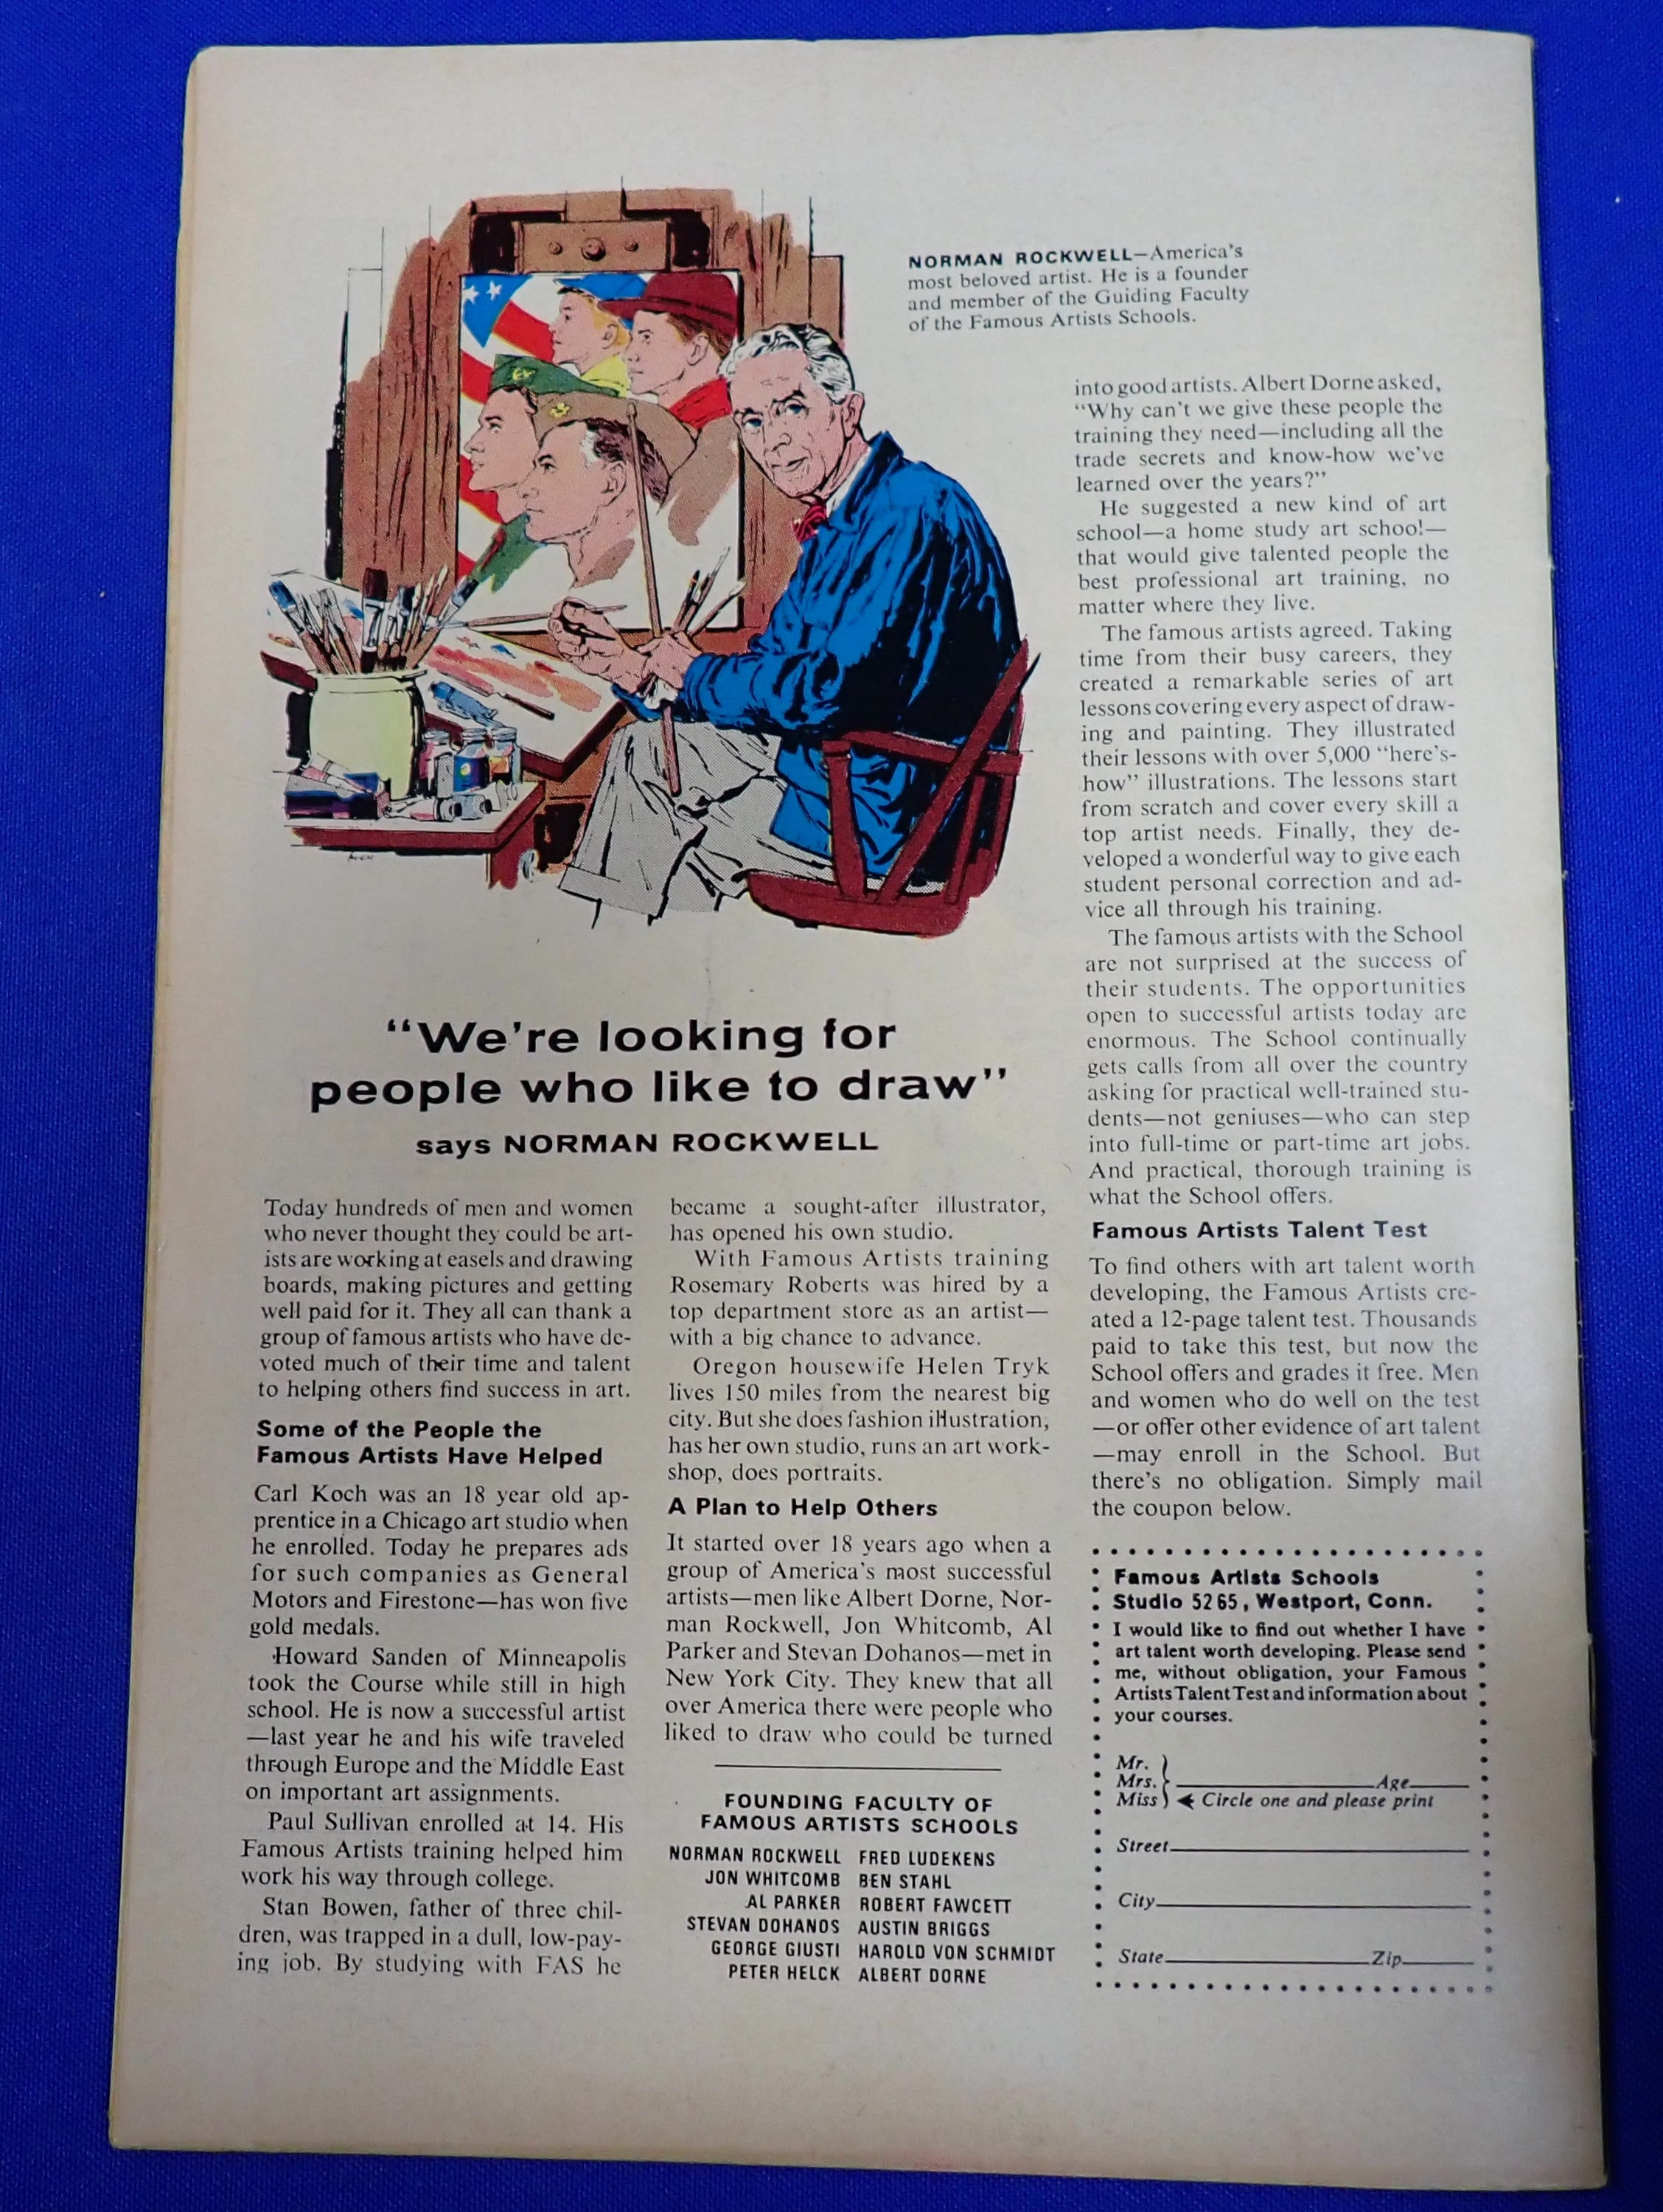 NORMAN ROCKWELL—America's
most beloved artist. He is a founder
and member of the Guiding Faculty
of the Famous Artists Schools.
"We're looking for
people who like to draw"
says NORMAN ROCKWELL
Today hundreds of men and women
who never thought they could be art-
ists are working at easels and drawing
boards, making pictures and getting
well paid for it. They all can thank a
group of famous artists who have de-
voted much of their time and talent
to helping others find success in art.
Some of the People the
Famous Artists Have Helped
Carl Koch was an 18 year old ap-
prentice in a Chicago art studio when
he enrolled. Today he prepares ads
for such companies as General
Motors and Firestone—has won five
gold medals.
Howard Sanden of Minneapolis
took the Course while still in high
school. He is now a successful artist
—last year he and his wife traveled
through Europe and the Middle East
on important art assignments.
Paul Sullivan enrolled at 14. His
Famous Artists training helped him
work his way through college.
Stan Bowen, father of three chil-
dren, was trapped in a dull, low-pay-
ing job. By studying with FAS he
became a sought-after illustrator,
has opened his own studio.
With Famous Artists training
Rosemary Roberts was hired by a
top department store as an artist—
with a big chance to advance.
Oregon housewife Helen Tryk
lives 150 miles from the nearest big
city. But she does fashion illustration,
has her own studio, runs an art work-
shop, does portraits.
A Plan to Help Others
It started over 18 years ago when a
group of America's most successful
artists—men like Albert Dorne, Nor-
man Rockwell, Jon Whitcomb, Al
Parker and Stevan Dohanos—met in
New York City. They knew that all
over America there were people who
liked to draw who could be turned
FOUNDING FACULTY OF
FAMOUS ARTISTS SCHOOLS
NORMAN ROCKWELL FRED LUDEKENS
JON WHITCOMB BEN STAHL
AL PARKER ROBERT FAWCETT
STEVAN DOHANOS AUSTIN BRIGGS
GEORGE GIUSTI HAROLD VON SCHMIDT
PETER HELCK ALBERT DORNE
into good artists. Albert Dorne asked,
"Why can't we give these people the
training they need—including all the
trade secrets and know-how we've
learned over the years?"
He suggested a new kind of art
school—a home study art school—
that would give talented people the
best professional art training, no
matter where they live.
The famous artists agreed. Taking
time from their busy careers, they
created a remarkable series of art
lessons covering every aspect of draw-
ing and painting. They illustrated
their lessons with over 5,000 "here's-
how" illustrations. The lessons start
from scratch and cover every skill a
top artist needs. Finally, they de-
veloped a wonderful way to give each
student personal correction and ad-
vice all through his training.
The famous artists with the School
are not surprised at the success of
their students. The opportunities
open to successful artists today are
enormous. The School continually
gets calls from all over the country
asking for practical well-trained stu-
dents—not geniuses—who can step
into full-time or part-time art jobs.
And practical, thorough training is
what the School offers.
Famous Artists Talent Test
To find others with art talent worth
developing, the Famous Artists cre-
ated a 12-page talent test. Thousands
paid to take this test, but now the
School offers and grades it free. Men
and women who do well on the test
—or offer other evidence of art talent
—may enroll in the School. But
there's no obligation. Simply mail
the coupon below.
Famous Artists Schools
Studio 5265, Westport, Conn.
I would like to find out whether I have
art talent worth developing. Please send
me, without obligation, your Famous
Artists Talent Test and information about
your courses.
Mr.
Mrs. Age
Miss Circle one and please print
Street
City
State Zip